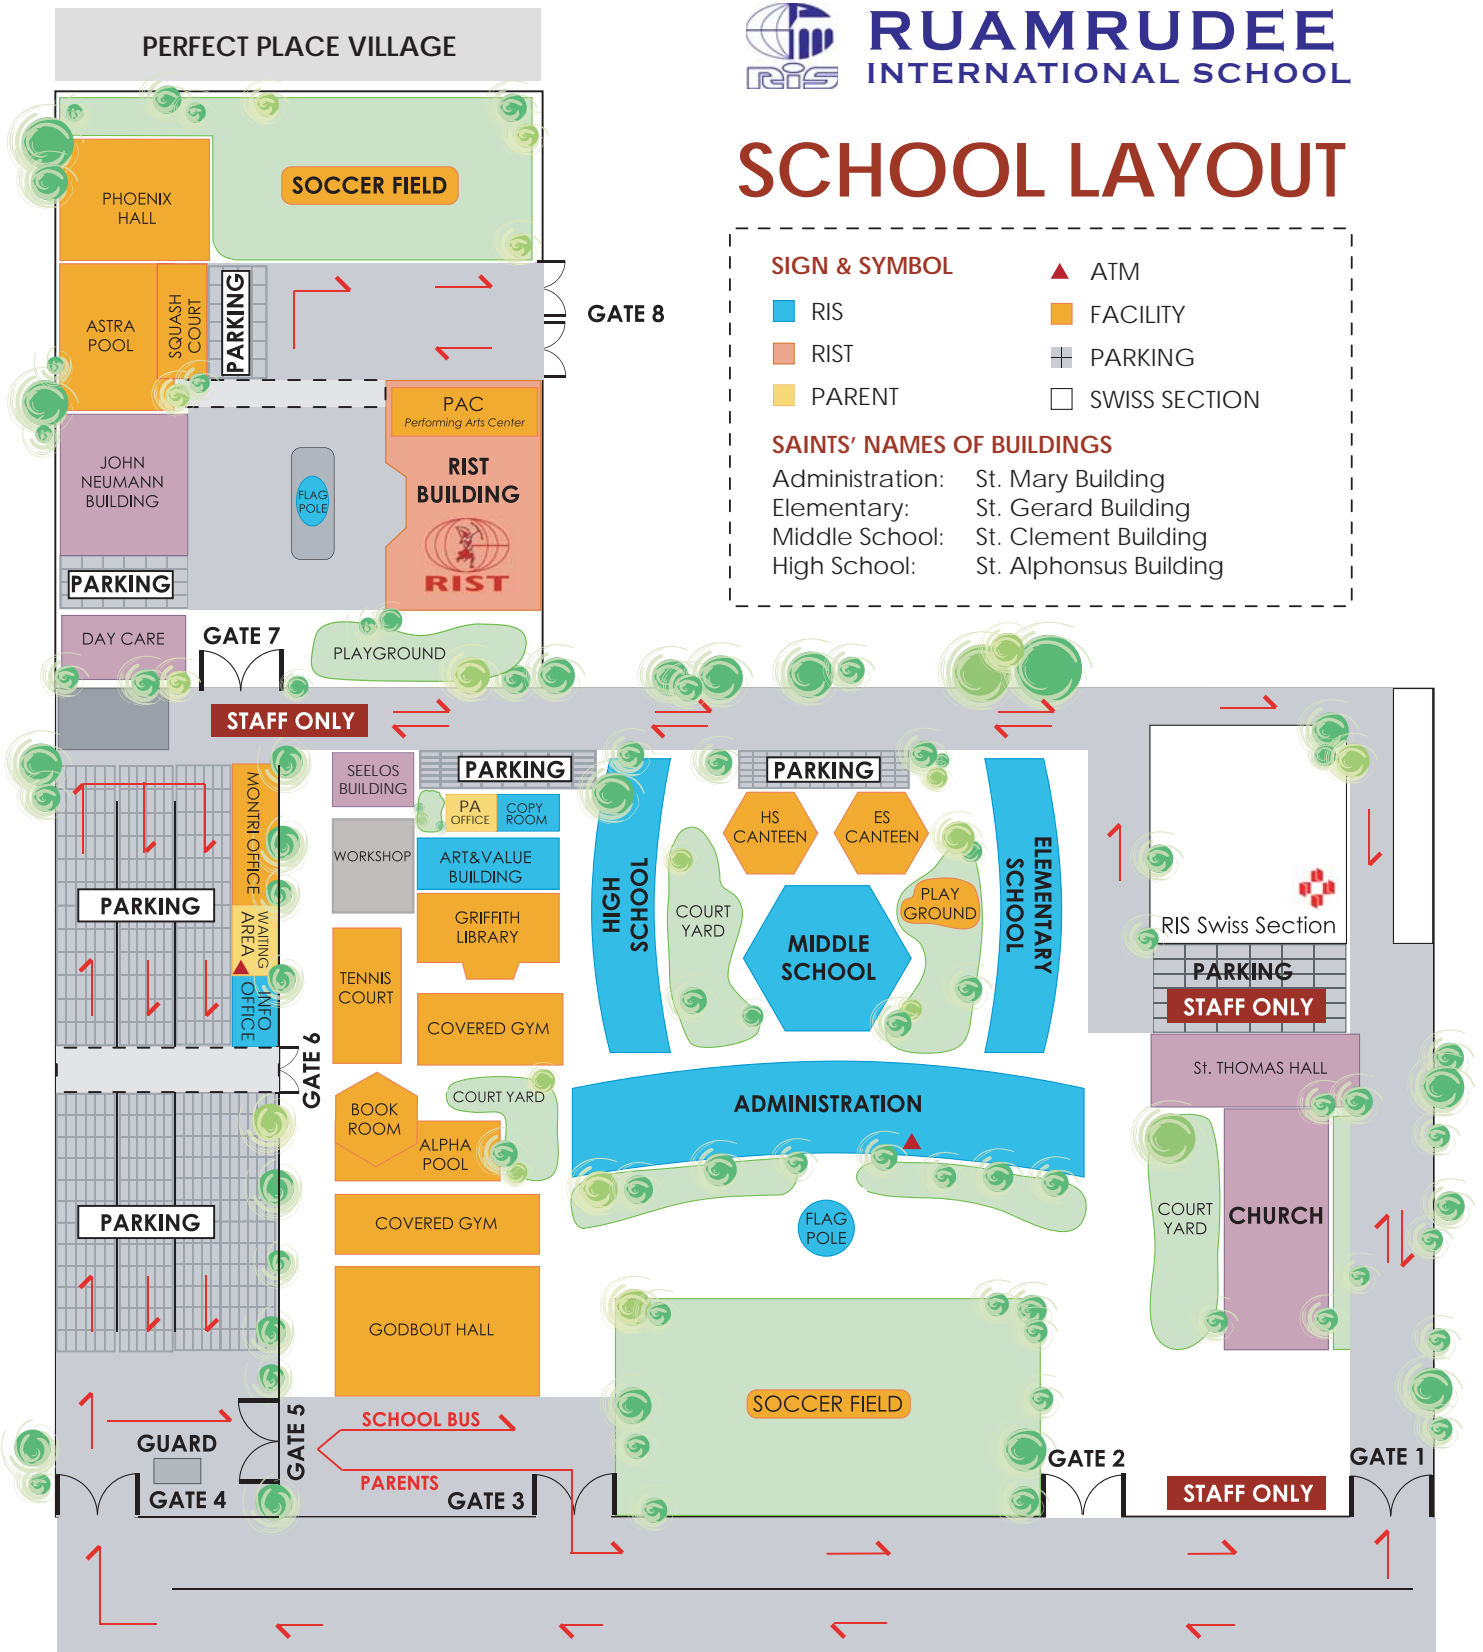 PERFECT PLACE VILLAGE
RIS
RUAMRUDEE
INTERNATIONAL SCHOOL
SCHOOL LAYOUT
SIGN & SYMBOL
RIS
RIST
PARENT
ATM
FACILITY
PARKING
SWISS SECTION
SAINTS' NAMES OF BUILDINGS
Administration: St. Mary Building
Elementary: St. Gerard Building
Middle School: St. Clement Building
High School: St. Alphonsus Building
SOCCER FIELD
PHOENIX
HALL
ASTRA
POOL
SQUASH
COURT
PARKING
GATE 8
PAC
Performing Arts Center
RIST
BUILDING
RIST
JOHN
NEUMANN
BUILDING
FLAG
POLE
PARKING
DAY CARE
GATE 7
PLAYGROUND
STAFF ONLY
SEELOS
BUILDING
PARKING
PARKING
MONTRI OFFICE
PA
OFFICE
COPY
ROOM
HS
CANTEEN
ES
CANTEEN
WORKSHOP
ART&VALUE
BUILDING
HIGH
SCHOOL
ELEMENTARY
SCHOOL
PARKING
WAITING
AREA
GRIFFITH
LIBRARY
COURT
YARD
PLAY
GROUND
MIDDLE
SCHOOL
RIS Swiss Section
PARKING
STAFF ONLY
INFO
OFFICE
TENNIS
COURT
COVERED GYM
GATE 6
St. THOMAS HALL
BOOK
ROOM
COURT YARD
ADMINISTRATION
ALPHA
POOL
PARKING
COVERED GYM
FLAG
POLE
COURT
YARD
CHURCH
GODBOUT HALL
SOCCER FIELD
SCHOOL BUS
GUARD
GATE 5
PARENTS
GATE 4
GATE 3
GATE 2
GATE 1
STAFF ONLY